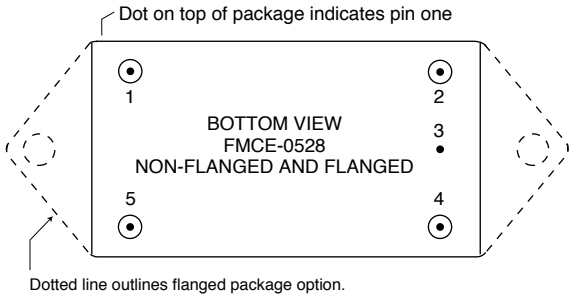 Dot on top of package indicates pin one
1
2
BOTTOM VIEW
FMCE-0528
NON-FLANGED AND FLANGED
3
5
4
Dotted line outlines flanged package option.